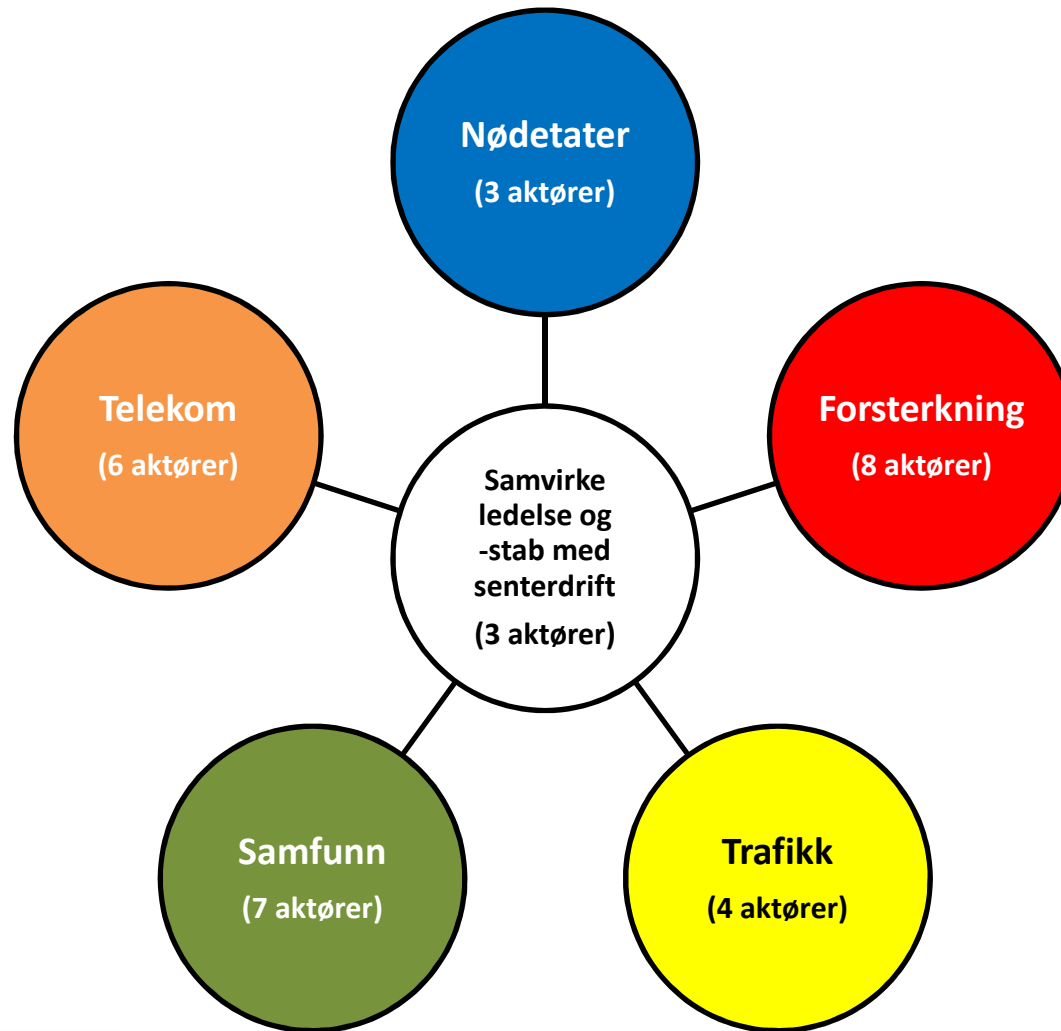 Nødetater
(3 aktører)
Telekom
(6 aktører)
Forsterkning
(8 aktører)
Samvirke
ledelse og
-stab med
senterdrift
(3 aktører)
Samfunn
(7 aktører)
Trafikk
(4 aktører)